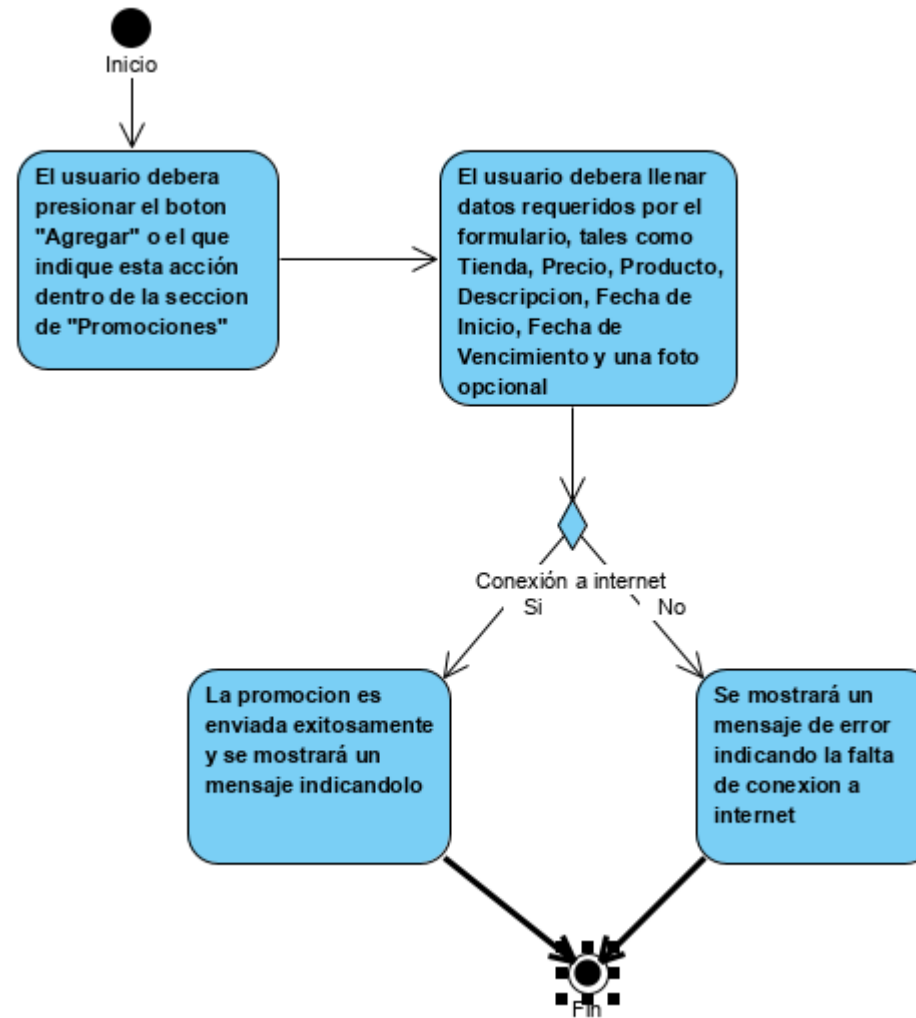 Inicio
El usuario debera
presionar el boton
"Agregar" o el que
indique esta acción
dentro de la seccion
de "Promociones"
El usuario debera llenar
datos requeridos por el
formulario, tales como
Tienda, Precio, Producto,
Descripcion, Fecha de
Inicio, Fecha de
Vencimiento y una foto
opcional
Conexión a internet
Si
No
La promocion es
enviada exitosamente
y se mostrará un
mensaje indicandolo
Se mostrará un
mensaje de error
indicando la falta
de conexion a
internet
Fin